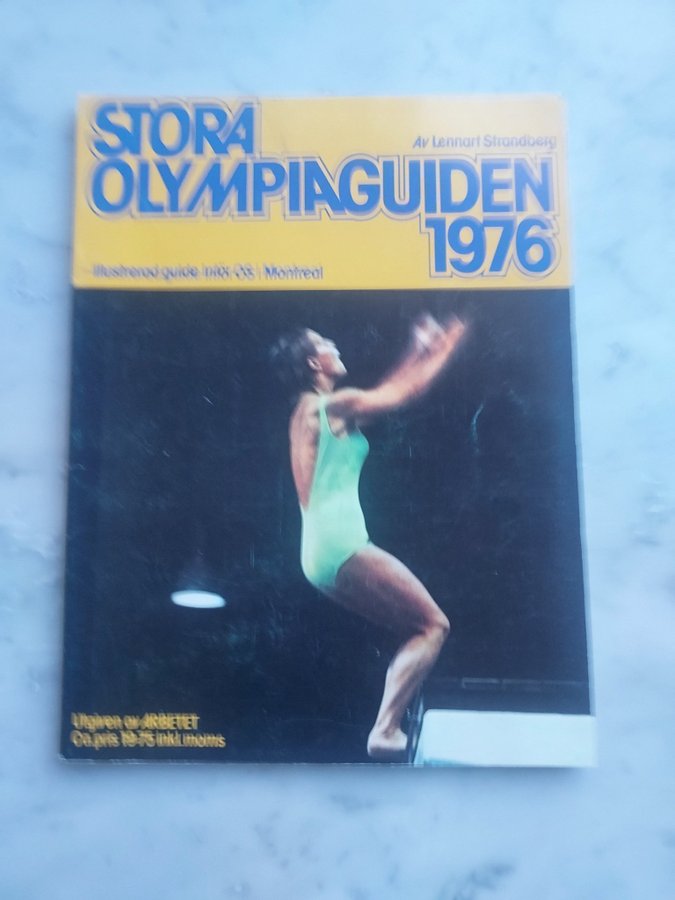 STORA
Av Lennart Strandberg
OLYMPIAGUIDEN
1976
Illustrerad guide inför OS i Montreal
Utgiven av ARBETET
Ca pris 19:75 inkl. moms